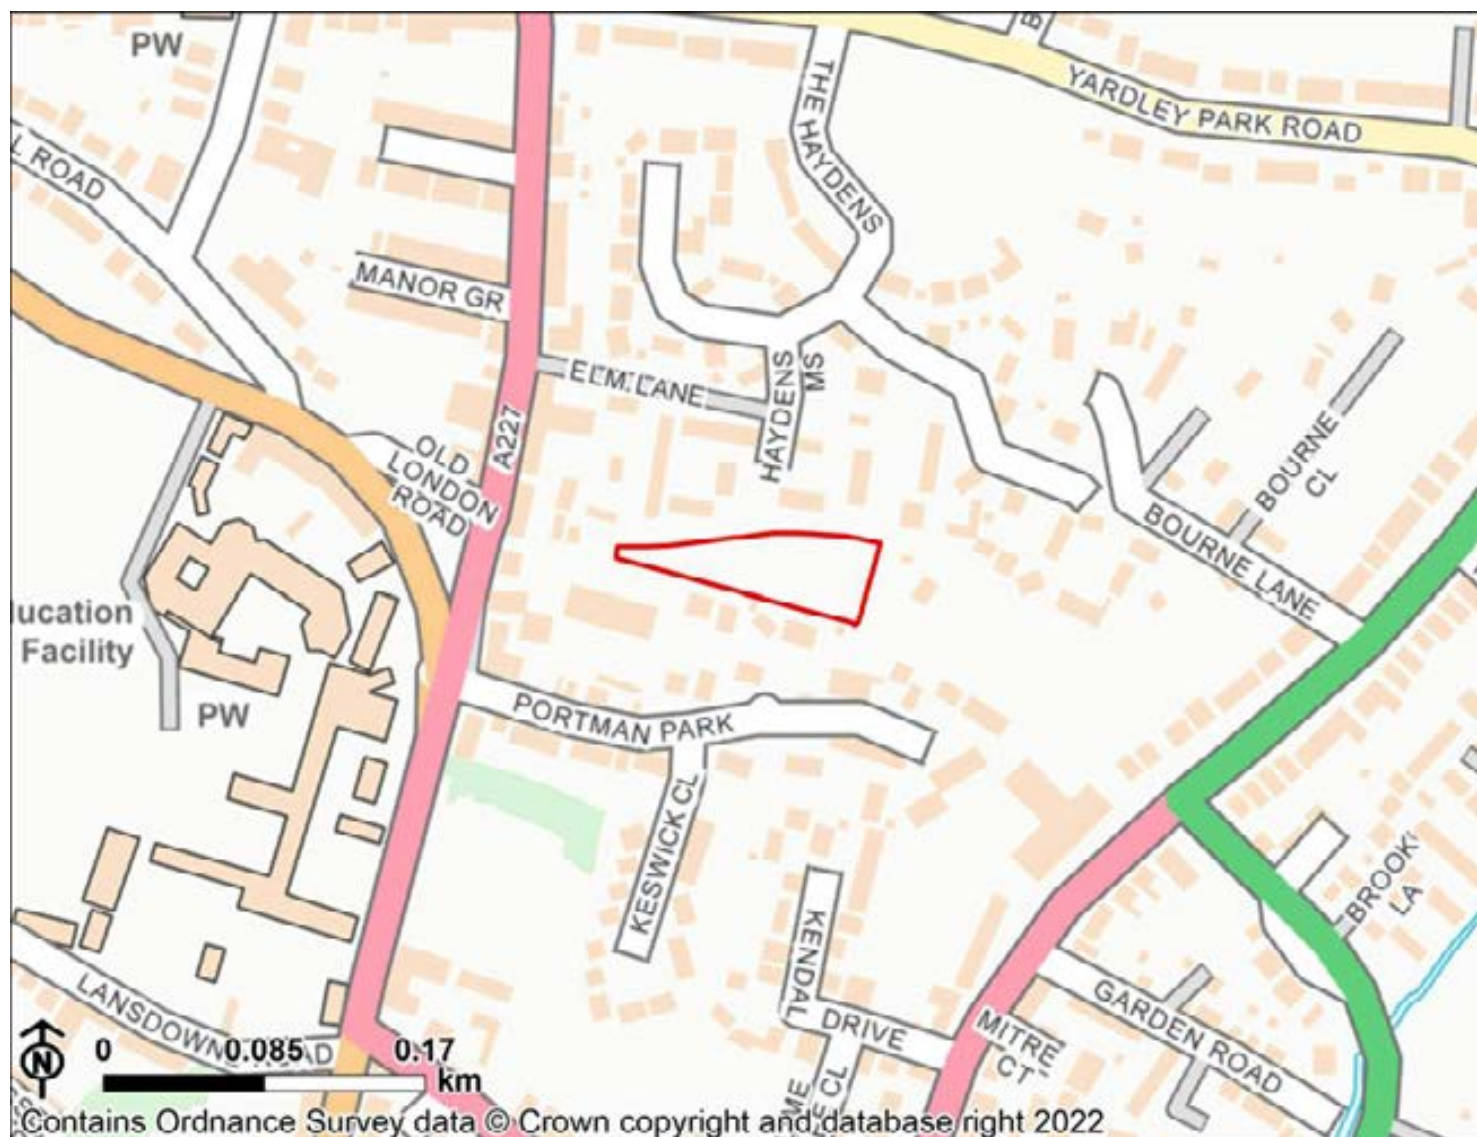 PW
YARDLEY PARK ROAD
THE HAYDENS
L ROAD
MANOR GR
ELM LANE
HAYDENS
MS
A227
OLD
LONDON
ROAD
BOURNE
CL
BOURNE LANE
ucation
Facility
PW
PORTMAN PARK
KESWICK CL
KENDAL
DRIVE
MITRE
CT
GARDEN ROAD
EBROOK
LA
LANSDOWN ROAD
N
0 0.085 0.17
km
Contains Ordnance Survey data © Crown copyright and database right 2022